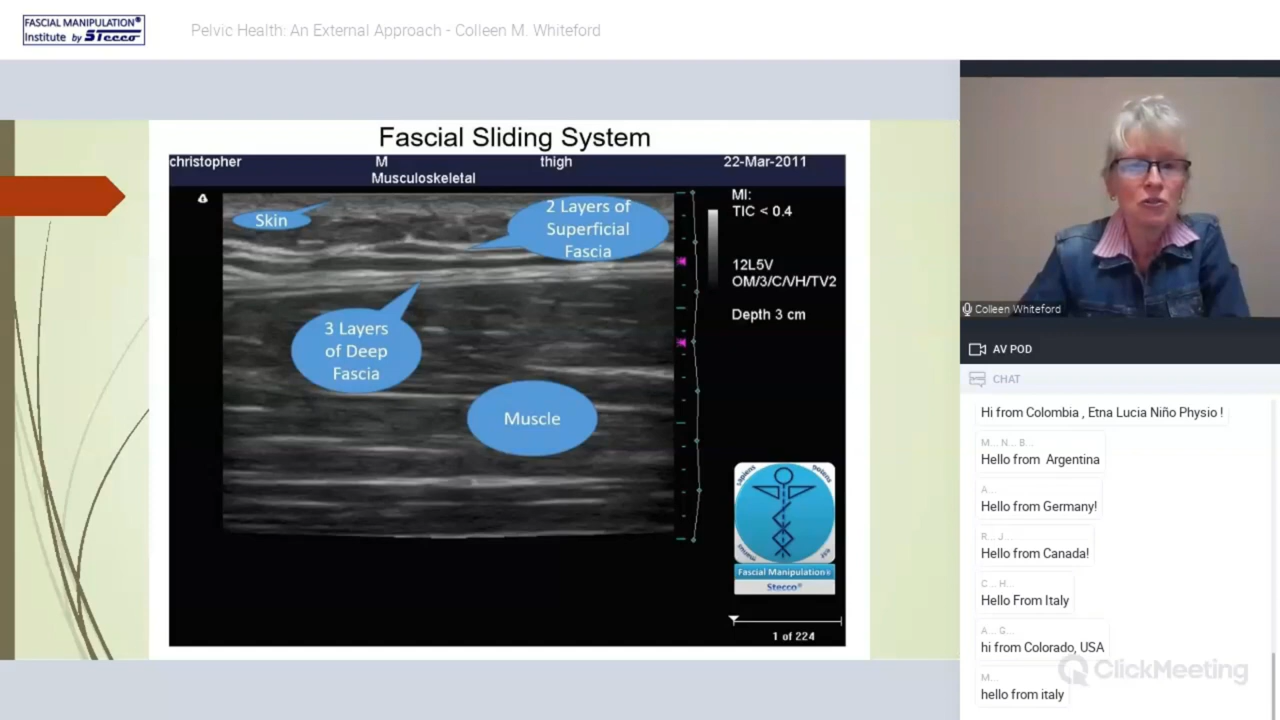 FASCIAL MANIPULATION®
Institute by Stecco
Pelvic Health: An External Approach - Colleen M. Whiteford
Fascial Sliding System
christopher M thigh 22-Mar-2011
Musculoskeletal
MI:
TIC < 0.4
12L5V
OM/3/C/VH/TV2
Depth 3 cm
Skin
2 Layers of
Superficial
Fascia
3 Layers
of Deep
Fascia
Muscle
sapiens
potens
Fascial Manipulation®
Stecco®
1 of 224
Colleen Whiteford
AV POD
CHAT
Hi from Colombia , Etna Lucia Niño Physio !
M... N... B...
Hello from Argentina
A...
Hello from Germany!
R... J...
Hello from Canada!
C... H...
Hello From Italy
A... G...
hi from Colorado, USA
M...
hello from italy
ClickMeeting